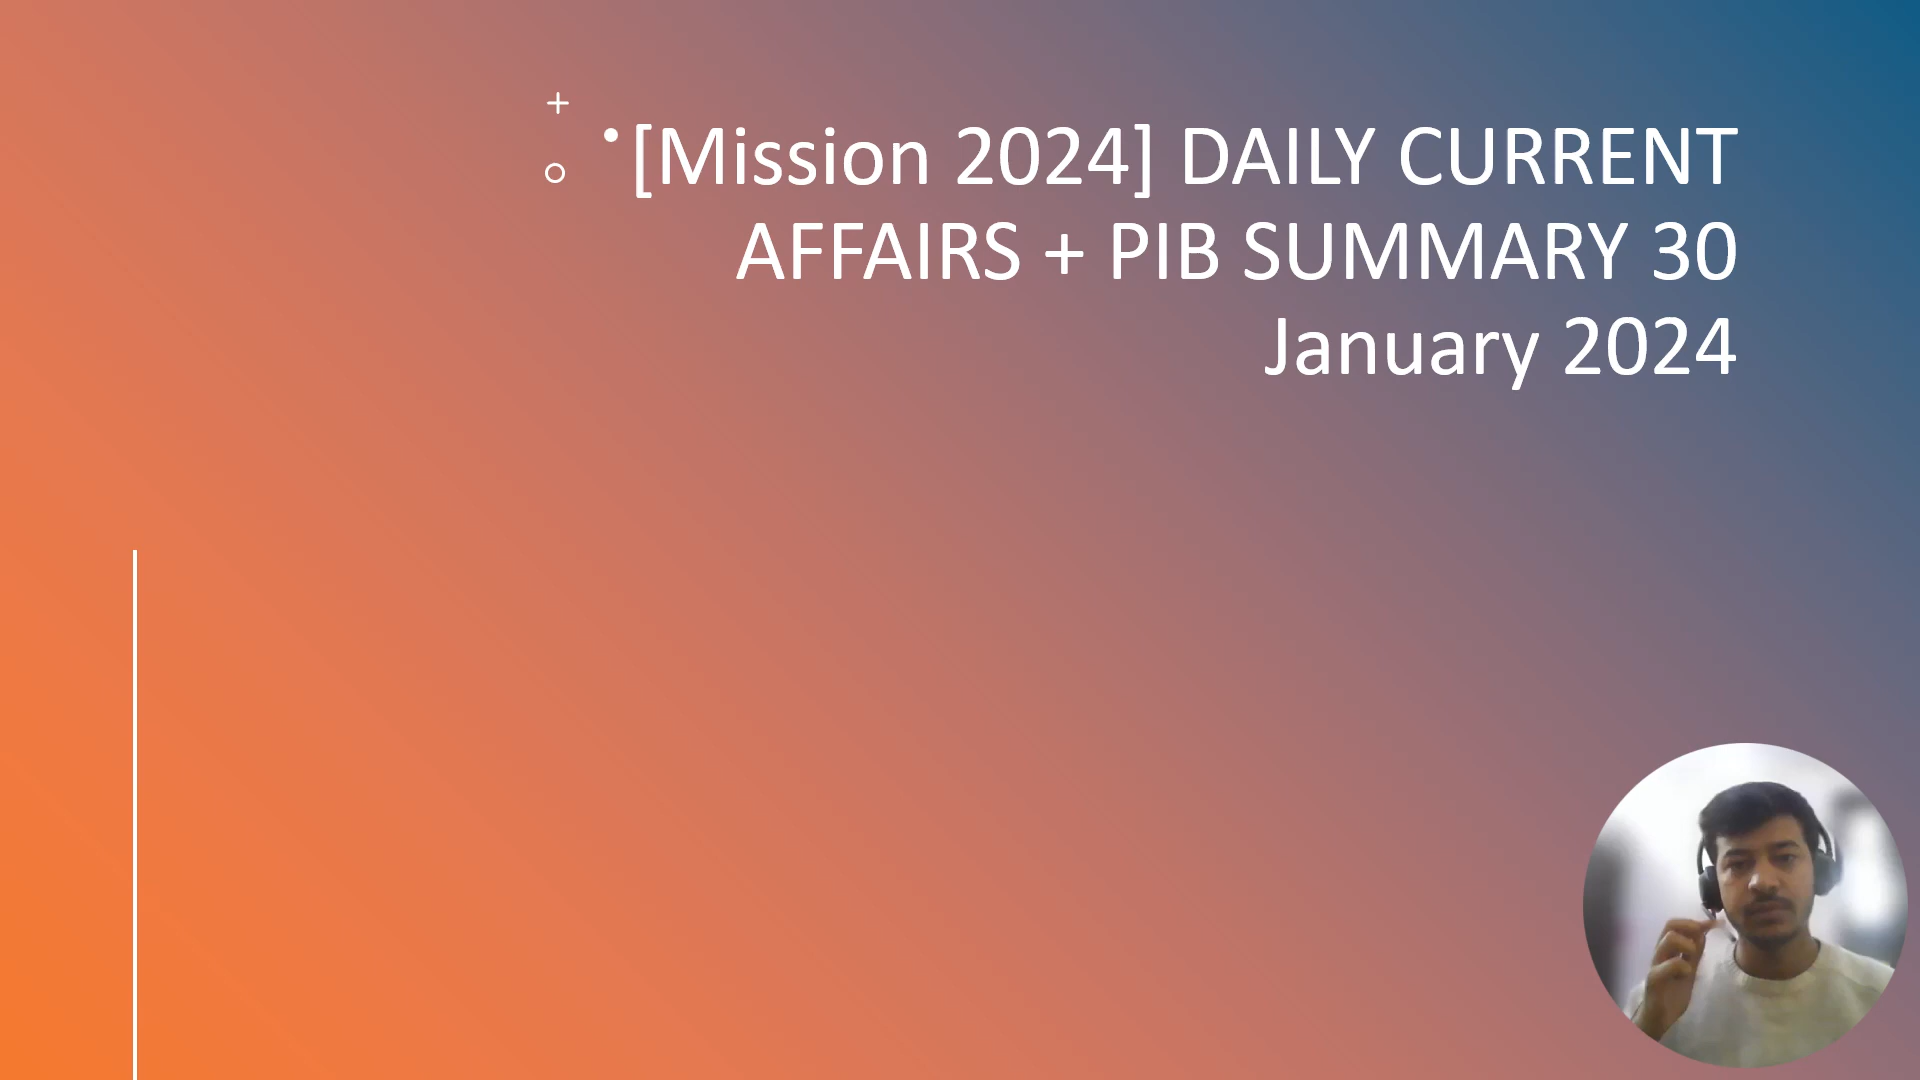 [Mission 2024] DAILY CURRENT
AFFAIRS + PIB SUMMARY 30
January 2024